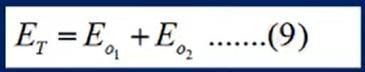 E_T = E_{o_1} + E_{o_2} .......(9)